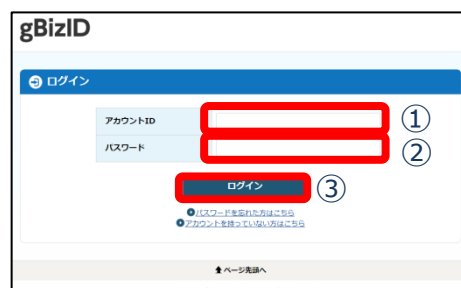 gBizID
ログイン
アカウントID ①
パスワード ②
ログイン ③
パスワードを忘れた方はこちら
アカウントを持っていない方はこちら
ページ先頭へ